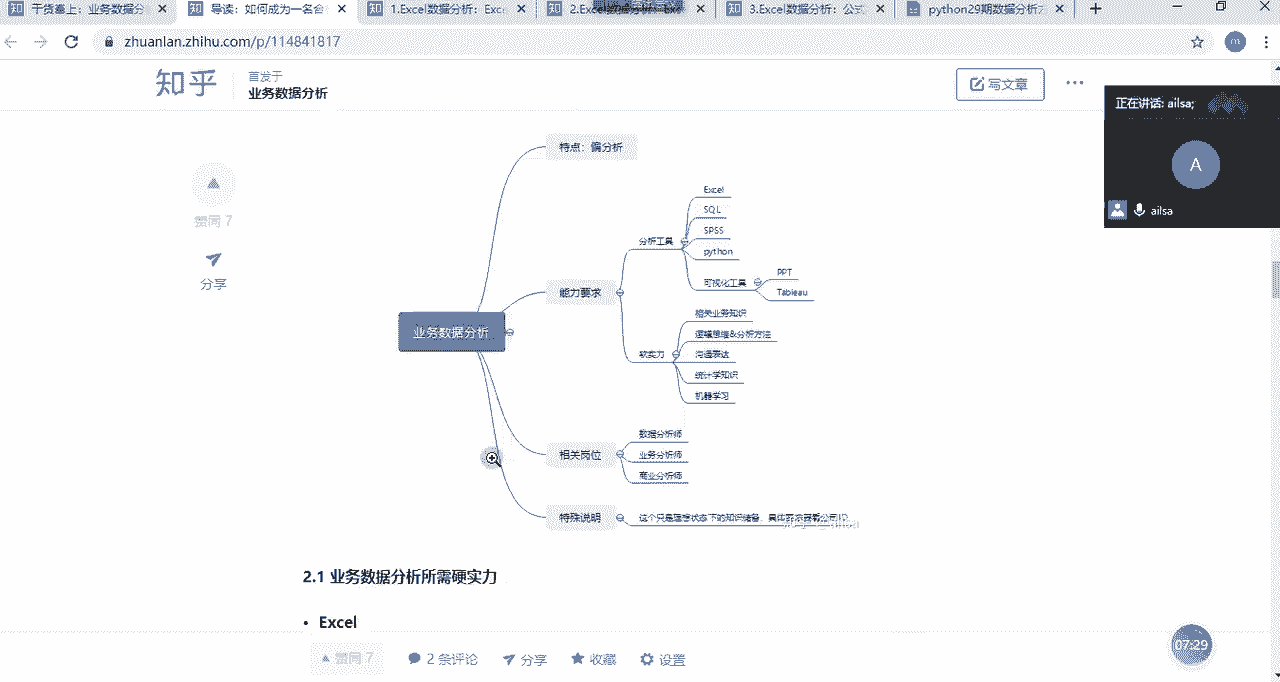 干货奉上：业务数据分
导读：如何成为一名合
1.Excel数据分析：Exc
2.Excel数据分析：Exc
3.Excel数据分析：公式
python29期数据分析方
zhuanlan.zhihu.com/p/114841817
m
知乎
首发于
业务数据分析
写文章
正在讲话: ailsa;
A
ailsa
赞同 7
分享
业务数据分析
特点：偏分析
能力要求
分析工具
Excel
SQL
SPSS
python
可视化工具
PPT
Tableau
软实力
相关业务知识
逻辑思维&分析方法
沟通表达
统计学知识
机器学习
相关岗位
数据分析师
业务分析师
商业分析师
特殊说明
这个只是理想状态下的知识储备，具体要求要看公司JD
2.1 业务数据分析所需硬实力
• Excel
赞同 7
2 条评论
分享
收藏
设置
07:29